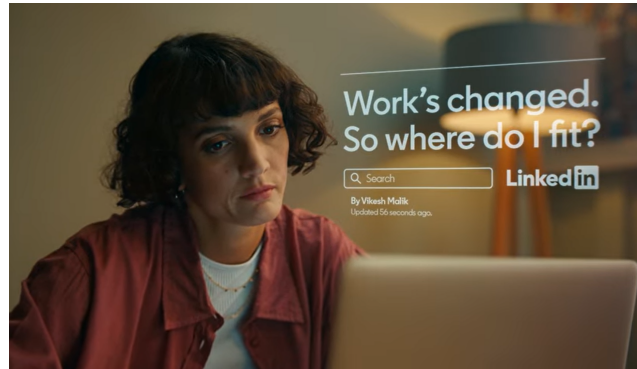 Work's changed.
So where do I fit?
Search
LinkedIn
By Vikesh Malik
Updated 56 seconds ago.